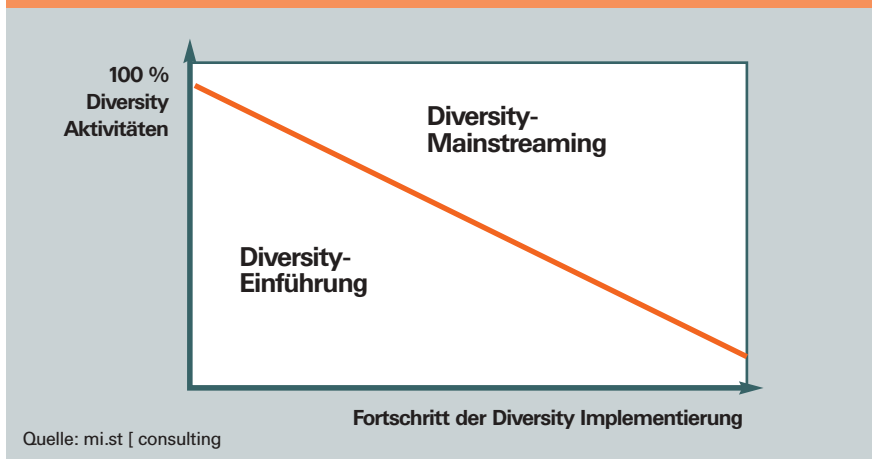 100 %
Diversity
Aktivitäten
Diversity-
Mainstreaming
Diversity-
Einführung
Fortschritt der Diversity Implementierung
Quelle: mi.st [ consulting